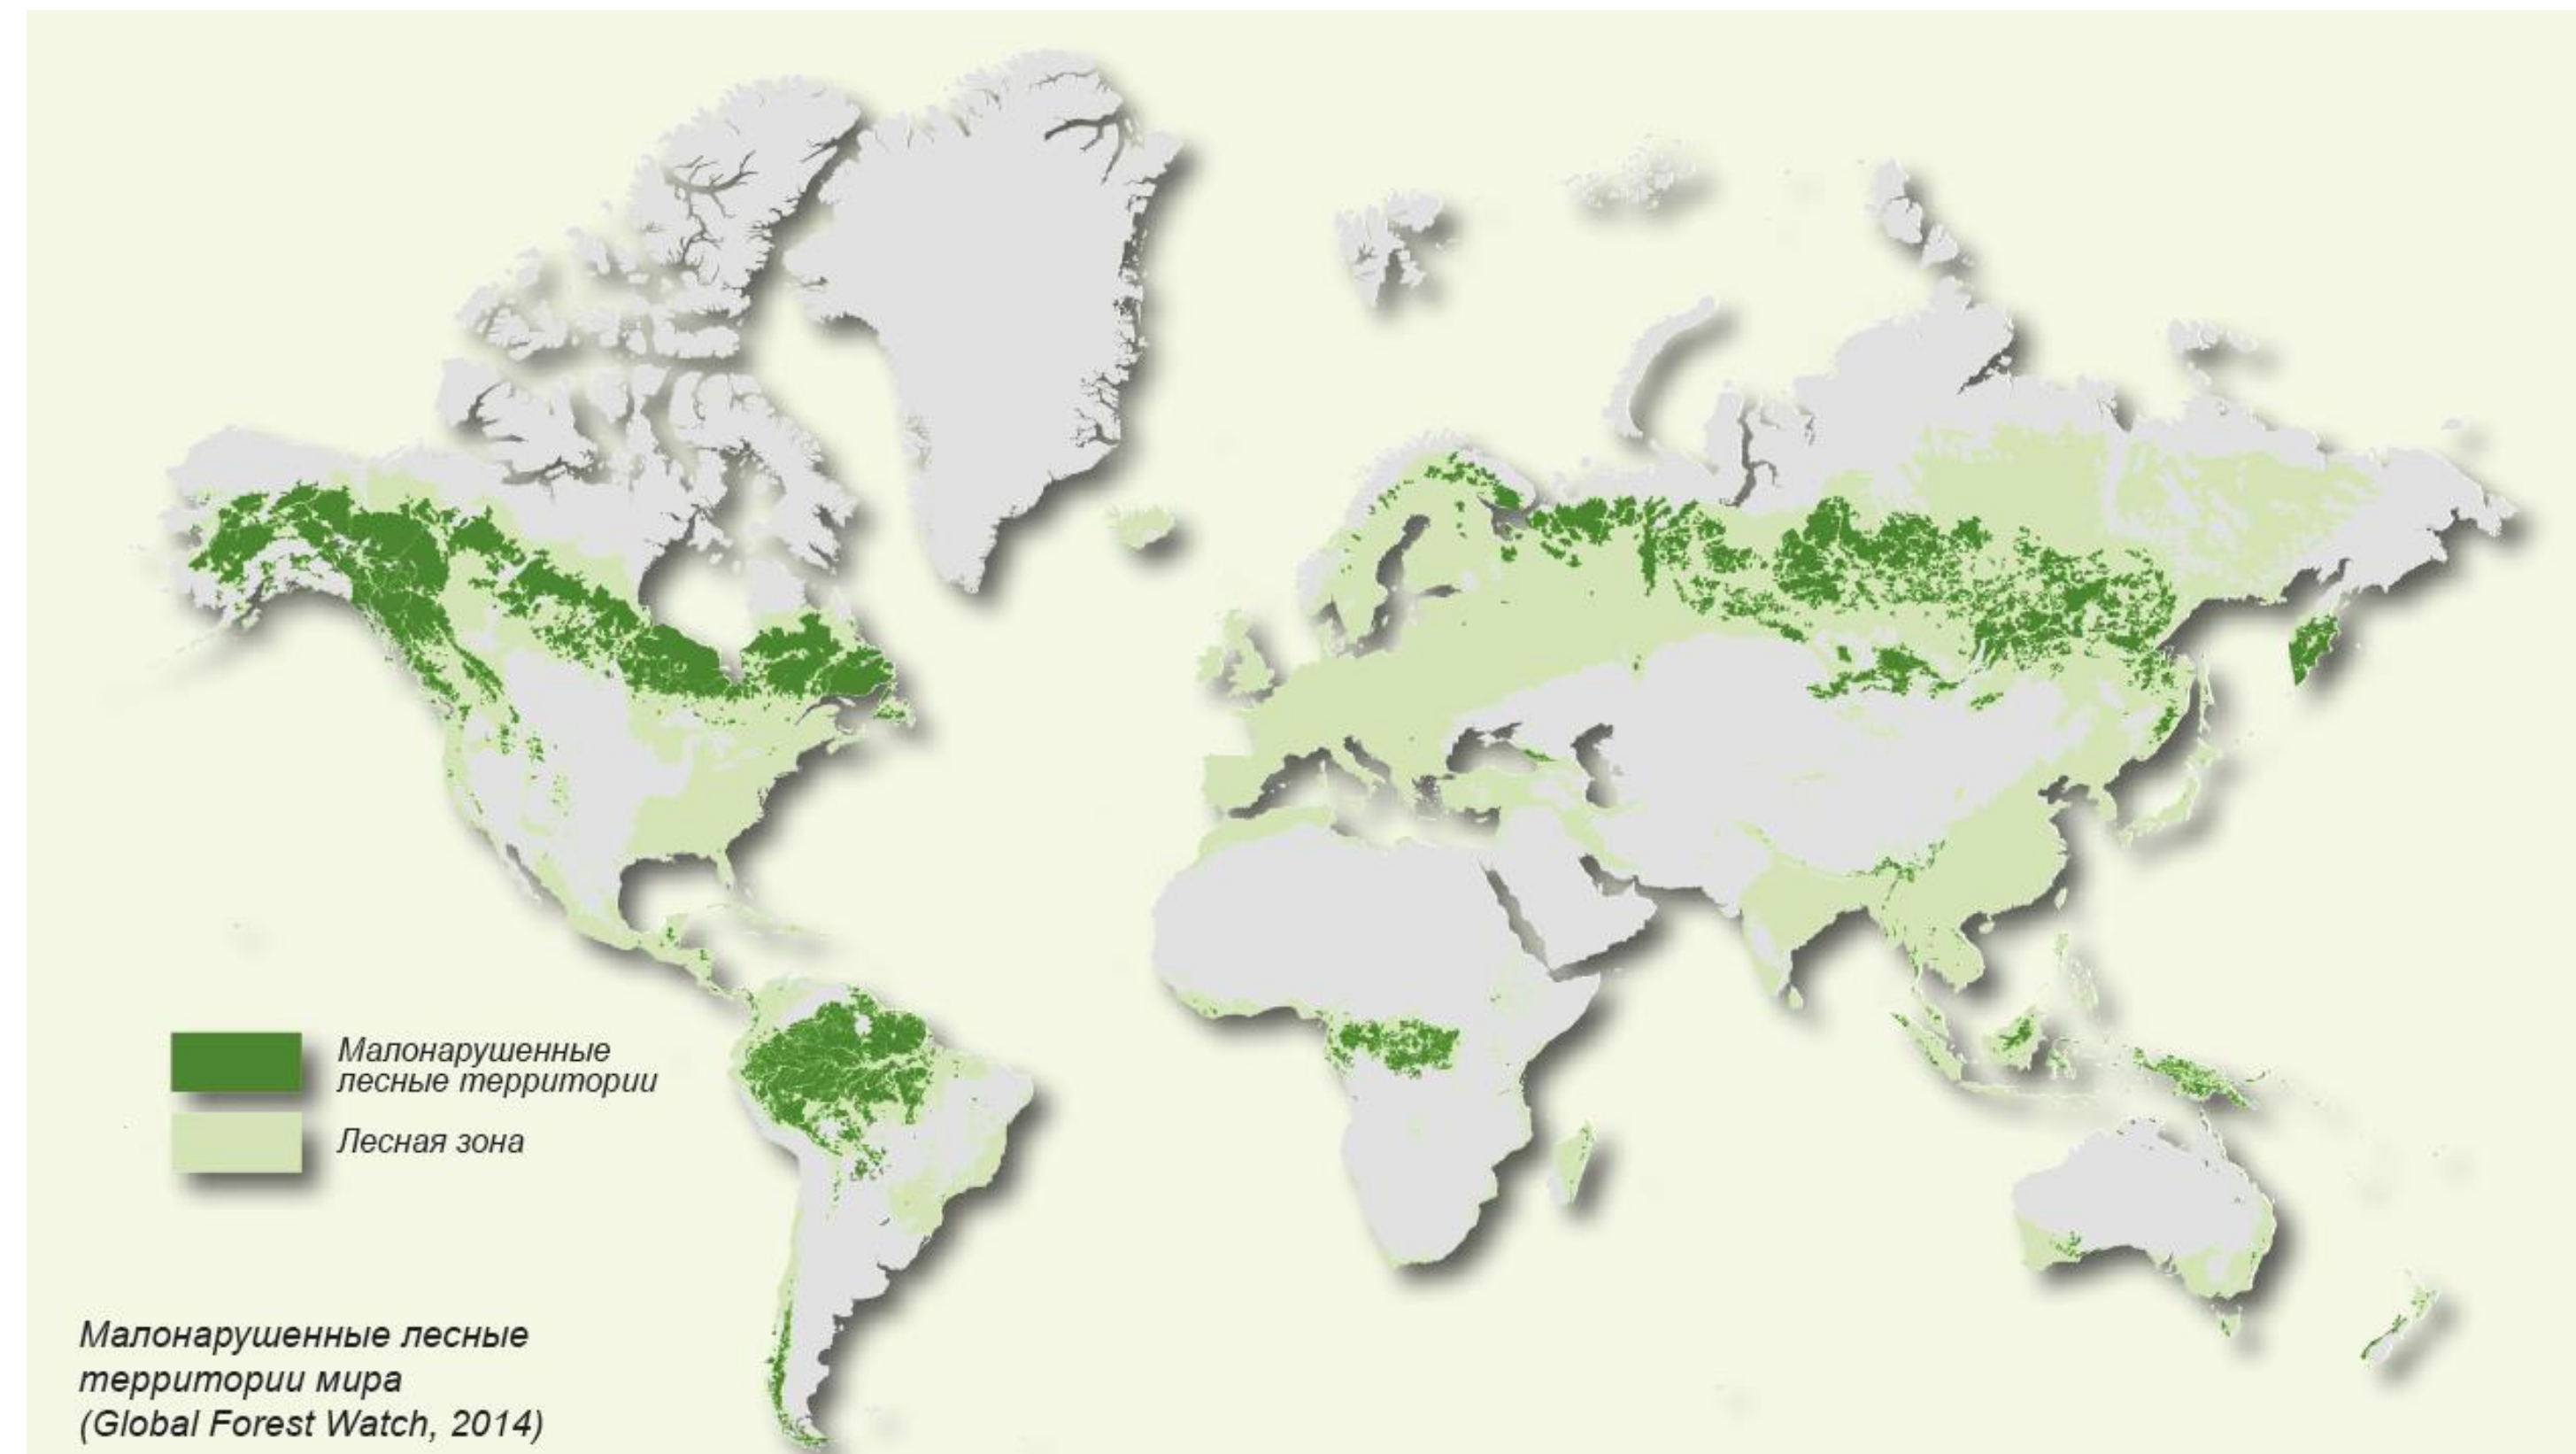 Малонарушенные
лесные территории
Лесная зона
Малонарушенные лесные
территории мира
(Global Forest Watch, 2014)